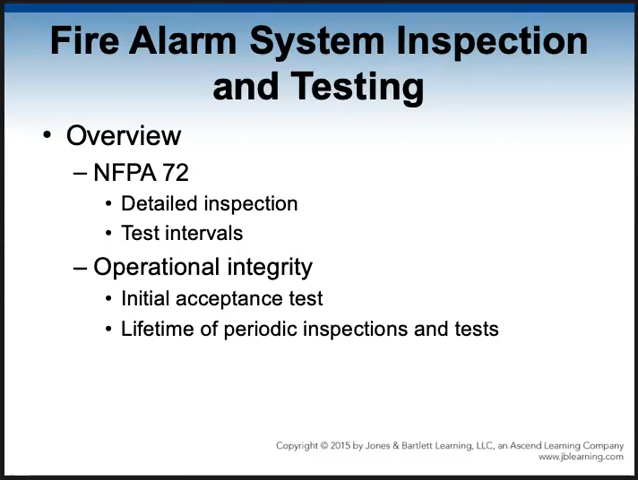 Fire Alarm System Inspection
and Testing
• Overview
– NFPA 72
• Detailed inspection
• Test intervals
– Operational integrity
• Initial acceptance test
• Lifetime of periodic inspections and tests
Copyright © 2015 by Jones & Bartlett Learning, LLC, an Ascend Learning Company
www.jblearning.com